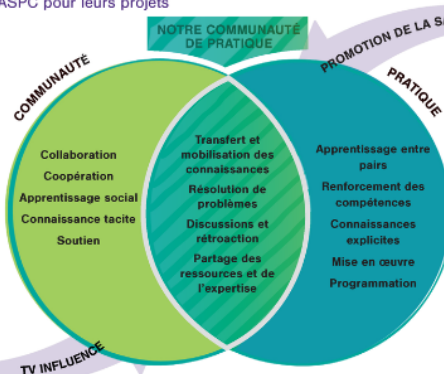 ASPC pour leurs projets
NOTRE COMMUNAUTÉ
DE PRATIQUE
PROMOTION DE LA
COMMUNAUTÉ
PRATIQUE
Collaboration
Coopération
Apprentissage social
Connaissance tacite
Soutien
Transfert et
mobilisation des
connaissances
Résolution de
problèmes
Discussions et
rétroaction
Partage des
ressources et de
l'expertise
Apprentissage entre
pairs
Renforcement des
compétences
Connaissances
explicites
Mise en œuvre
Programmation
TV INFLUENCE